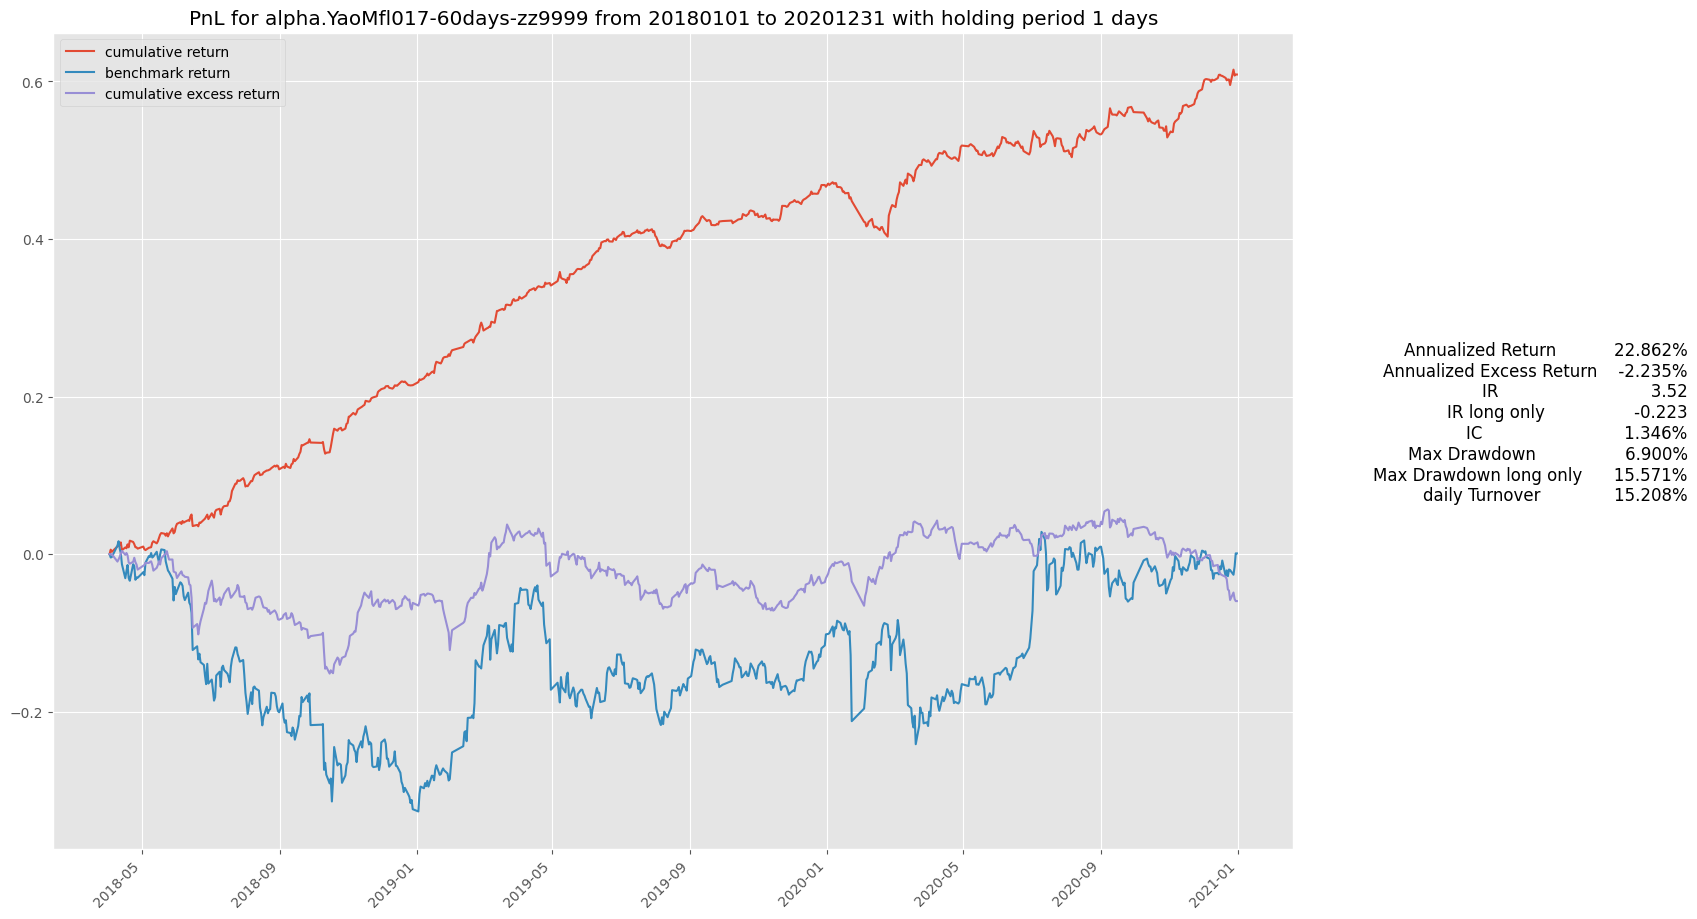 PnL for alpha.YaoMfl017-60days-zz9999 from 20180101 to 20201231 with holding period 1 days
cumulative return
benchmark return
cumulative excess return
0.6
0.4
0.2
0.0
−0.2
2018-05
2018-09
2019-01
2019-05
2019-09
2020-01
2020-05
2020-09
2021-01
Annualized Return 22.862%
Annualized Excess Return -2.235%
IR 3.52
IR long only -0.223
IC 1.346%
Max Drawdown 6.900%
Max Drawdown long only 15.571%
daily Turnover 15.208%